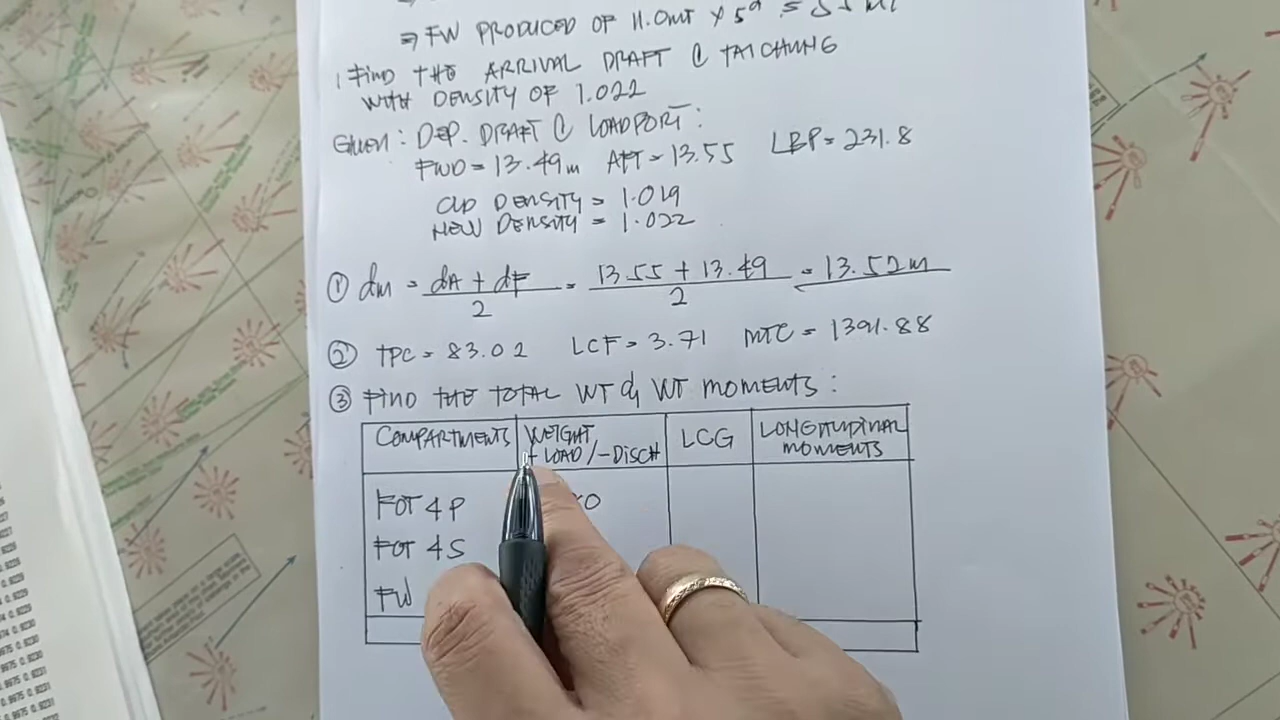 ⇒ FW PRODUCED OF 11.0MT X 5d = 55 MT
FIND THE ARRIVAL DRAFT @ TAICHUNG
WITH DENSITY OF 1.022
GIVEN: DEP. DRAFT @ LOADPORT:
FWD = 13.49m AFT = 13.55 LBP = 231.8
OLD DENSITY = 1.019
NEW DENSITY = 1.022
① dm = dA + dF / 2 = 13.55 + 13.49 / 2 = 13.52m
② TPC = 83.02 LCF = 3.71 MTC = 1391.88
③ FIND THE TOTAL WT & WT MOMENTS:
COMPARTMENTS WEIGHT + LOAD / - DISCH LCG LONGITUDINAL MOMENTS
FOT 4P
FOT 4S
FW